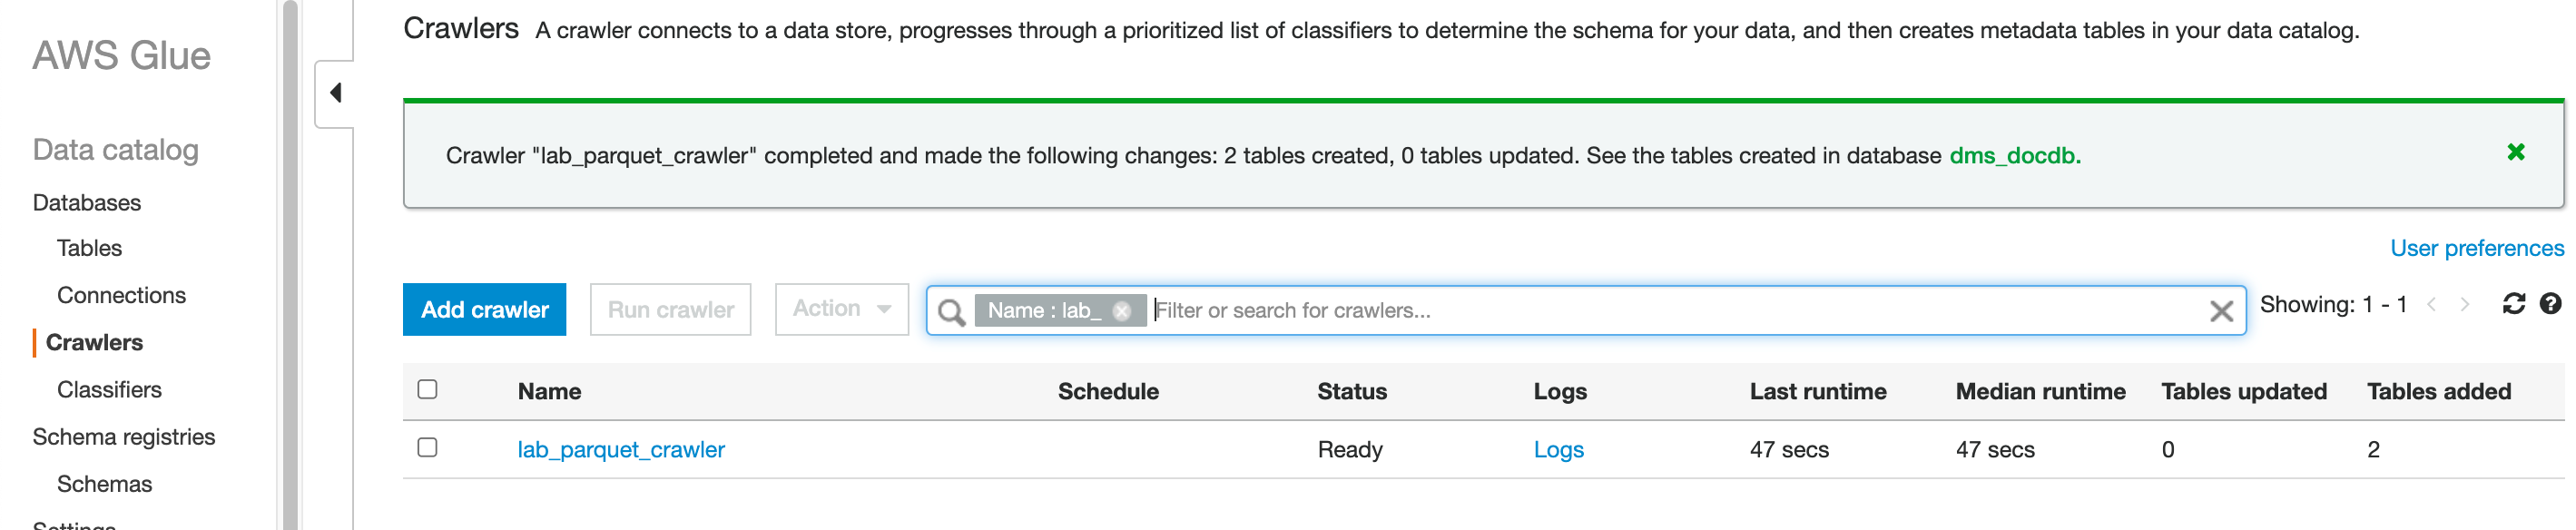 AWS Glue
Data catalog
Databases
Tables
Connections
Crawlers
Classifiers
Schema registries
Schemas
Settings
Crawlers A crawler connects to a data store, progresses through a prioritized list of classifiers to determine the schema for your data, and then creates metadata tables in your data catalog.
Crawler "lab_parquet_crawler" completed and made the following changes: 2 tables created, 0 tables updated. See the tables created in database dms_docdb.
User preferences
Add crawler Run crawler Action Name : lab_ Filter or search for crawlers... Showing: 1 - 1
Name Schedule Status Logs Last runtime Median runtime Tables updated Tables added
lab_parquet_crawler Ready Logs 47 secs 47 secs 0 2